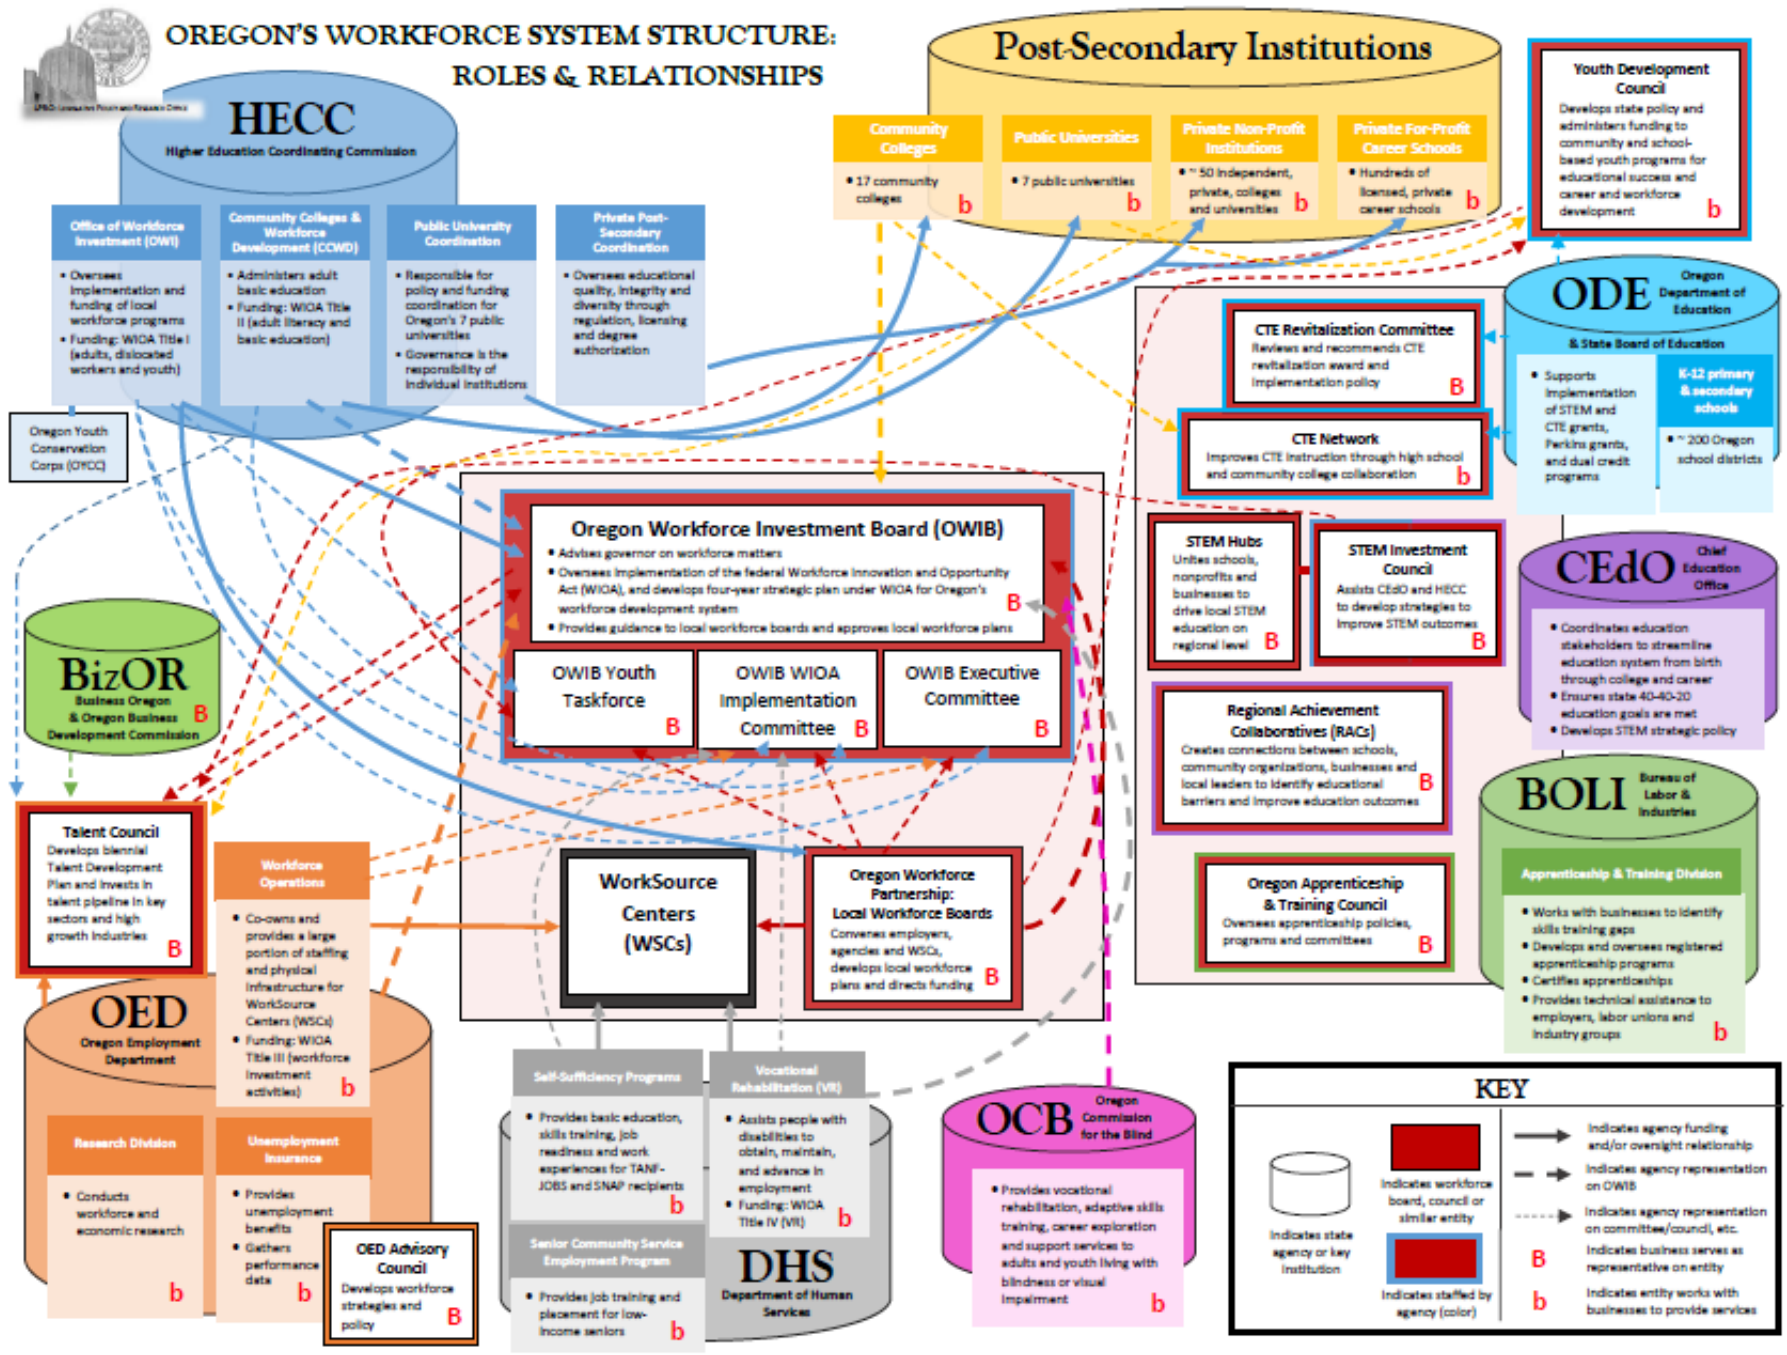 OREGON'S WORKFORCE SYSTEM STRUCTURE:
ROLES & RELATIONSHIPS
LPRO: Legislative Policy and Research Office
HECC
Higher Education Coordinating Commission
Office of Workforce
Investment (OWI)
• Oversees
implementation and
funding of local
workforce programs
• Funding: WIOA Title I
(adults, dislocated
workers and youth)
Community Colleges &
Workforce
Development (CCWD)
• Administers adult
basic education
• Funding: WIOA Title
II (adult literacy and
basic education)
Public University
Coordination
• Responsible for
policy and funding
coordination for
Oregon's 7 public
universities
• Governance is the
responsibility of
individual institutions
Private Post-
Secondary
Coordination
• Oversees educational
quality, integrity and
diversity through
regulation, licensing
and degree
authorization
Oregon Youth
Conservation
Corps (OYCC)
Post-Secondary Institutions
Community
Colleges
• 17 community
colleges
b
Public Universities
• 7 public universities
b
Private Non-Profit
Institutions
• ~ 50 independent,
private, colleges
and universities
b
Private For-Profit
Career Schools
• Hundreds of
licensed, private
career schools
b
Youth Development
Council
Develops state policy and
administers funding to
community and school-
based youth programs for
educational success and
career and workforce
development
b
ODE
Oregon
Department of
Education
& State Board of Education
• Supports
implementation
of STEM and
CTE grants,
Perkins grants,
and dual credit
programs
K-12 primary
& secondary
schools
• ~ 200 Oregon
school districts
CTE Revitalization Committee
Reviews and recommends CTE
revitalization award and
implementation policy
B
CTE Network
Improves CTE instruction through high school
and community college collaboration
b
STEM Hubs
Unites schools,
nonprofits and
businesses to
drive local STEM
education on
regional level
B
STEM Investment
Council
Assists CEdO and HECC
to develop strategies to
improve STEM outcomes
B
Regional Achievement
Collaboratives (RACs)
Creates connections between schools,
community organizations, businesses and
local leaders to identify educational
barriers and improve education outcomes
B
Oregon Apprenticeship
& Training Council
Oversees apprenticeship policies,
programs and committees
B
CEdO
Chief
Education
Office
• Coordinates education
stakeholders to streamline
education system from birth
through college and career
• Ensures state 40-40-20
education goals are met
• Develops STEM strategic policy
BOLI
Bureau of
Labor &
Industries
Apprenticeship & Training Division
• Works with businesses to identify
skills training gaps
• Develops and oversees registered
apprenticeship programs
• Certifies apprenticeships
• Provides technical assistance to
employers, labor unions and
industry groups
b
Oregon Workforce Investment Board (OWIB)
• Advises governor on workforce matters
• Oversees implementation of the federal Workforce Innovation and Opportunity
Act (WIOA), and develops four-year strategic plan under WIOA for Oregon's
workforce development system
• Provides guidance to local workforce boards and approves local workforce plans
B
OWIB Youth
Taskforce
B
OWIB WIOA
Implementation
Committee
B
OWIB Executive
Committee
B
WorkSource
Centers
(WSCs)
Oregon Workforce
Partnership:
Local Workforce Boards
Convenes employers,
agencies and WSCs,
develops local workforce
plans and directs funding
B
BizOR
Business Oregon
& Oregon Business
Development Commission
B
Talent Council
Develops biennial
Talent Development
Plan and invests in
talent pipeline in key
sectors and high
growth industries
B
OED
Oregon Employment
Department
Workforce
Operations
• Co-owns and
provides a large
portion of staffing
and physical
infrastructure for
WorkSource
Centers (WSCs)
• Funding: WIOA
Title III (workforce
investment
activities)
b
Research Division
• Conducts
workforce and
economic research
b
Unemployment
Insurance
• Provides
unemployment
benefits
• Gathers
performance
data
b
OED Advisory
Council
Develops workforce
strategies and
policy
B
Self-Sufficiency Programs
• Provides basic education,
skills training, job
readiness and work
experiences for TANF-
JOBS and SNAP recipients
b
Vocational
Rehabilitation (VR)
• Assists people with
disabilities to
obtain, maintain,
and advance in
employment
• Funding: WIOA
Title IV (VR)
b
Senior Community Service
Employment Program
• Provides job training and
placement for low-
income seniors
b
DHS
Department of Human
Services
OCB
Oregon
Commission
for the Blind
• Provides vocational
rehabilitation, adaptive skills
training, career exploration
and support services to
adults and youth living with
blindness or visual
impairment
b
KEY
Indicates state
agency or key
institution
Indicates workforce
board, council or
similar entity
Indicates staffed by
agency (color)
Indicates agency funding
and/or oversight relationship
Indicates agency representation
on OWIB
Indicates agency representation
on committee/council, etc.
B
Indicates business serves as
representative on entity
b
Indicates entity works with
businesses to provide services